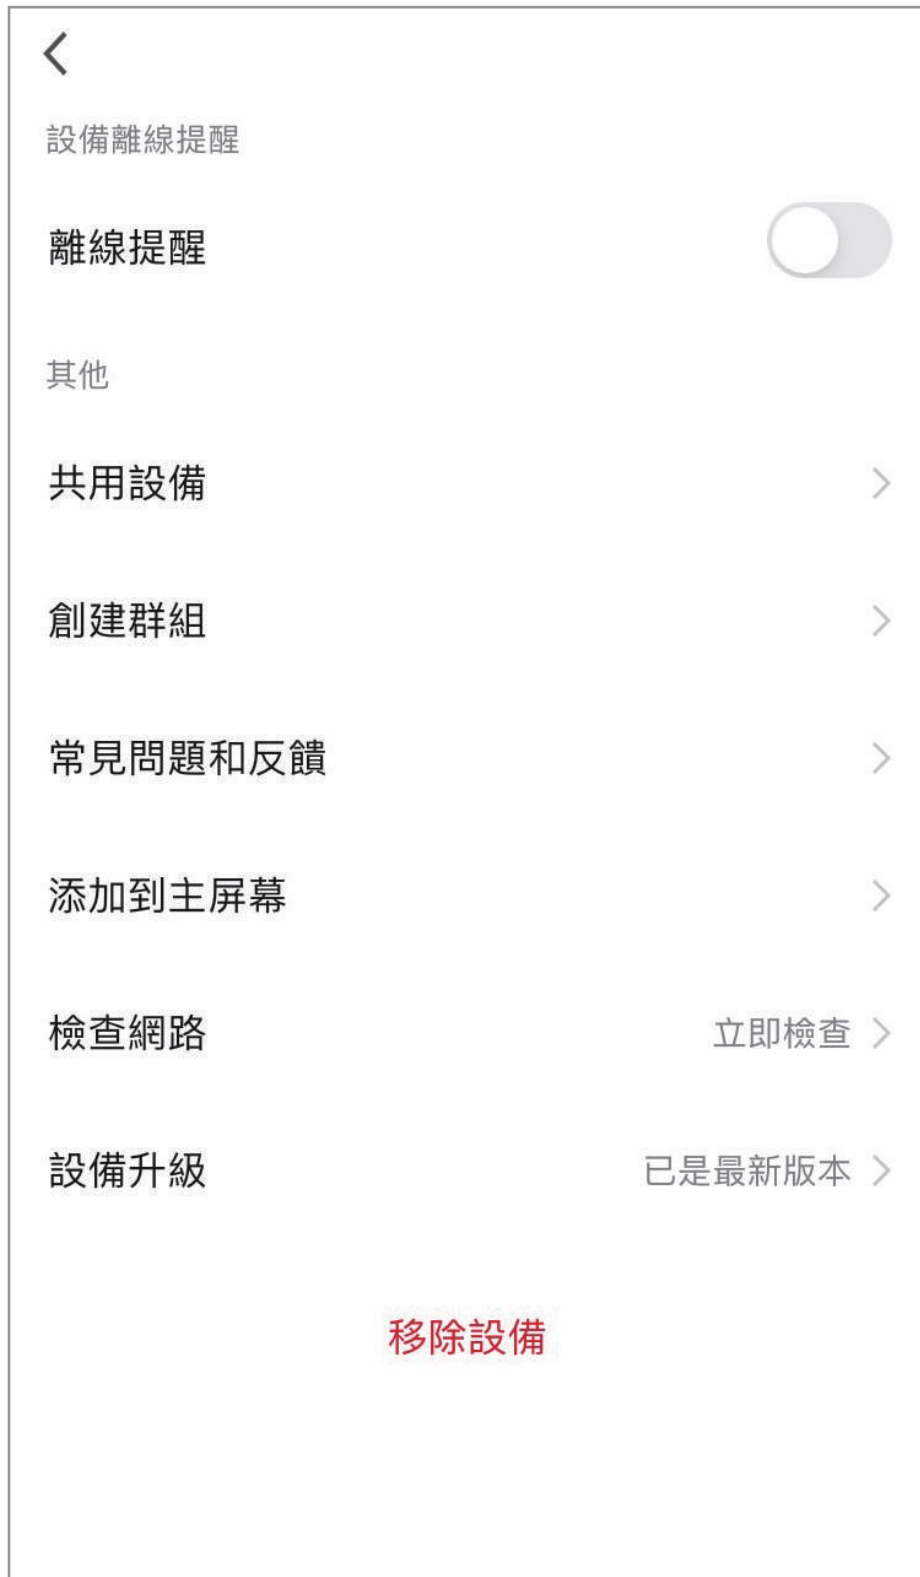 設備離線提醒
離線提醒
其他
共用設備
創建群組
常見問題和反饋
添加到主屏幕
檢查網路 立即檢查
設備升級 已是最新版本
移除設備